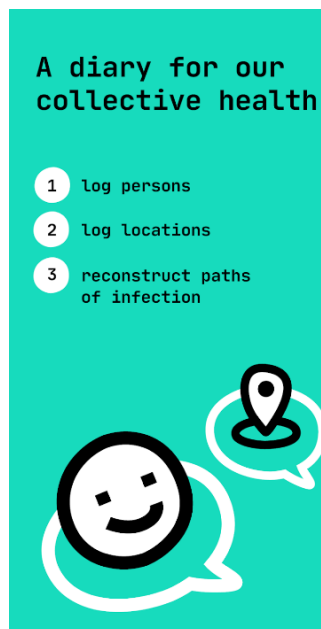 A diary for our
collective health
1 log persons
2 log locations
3 reconstruct paths
of infection